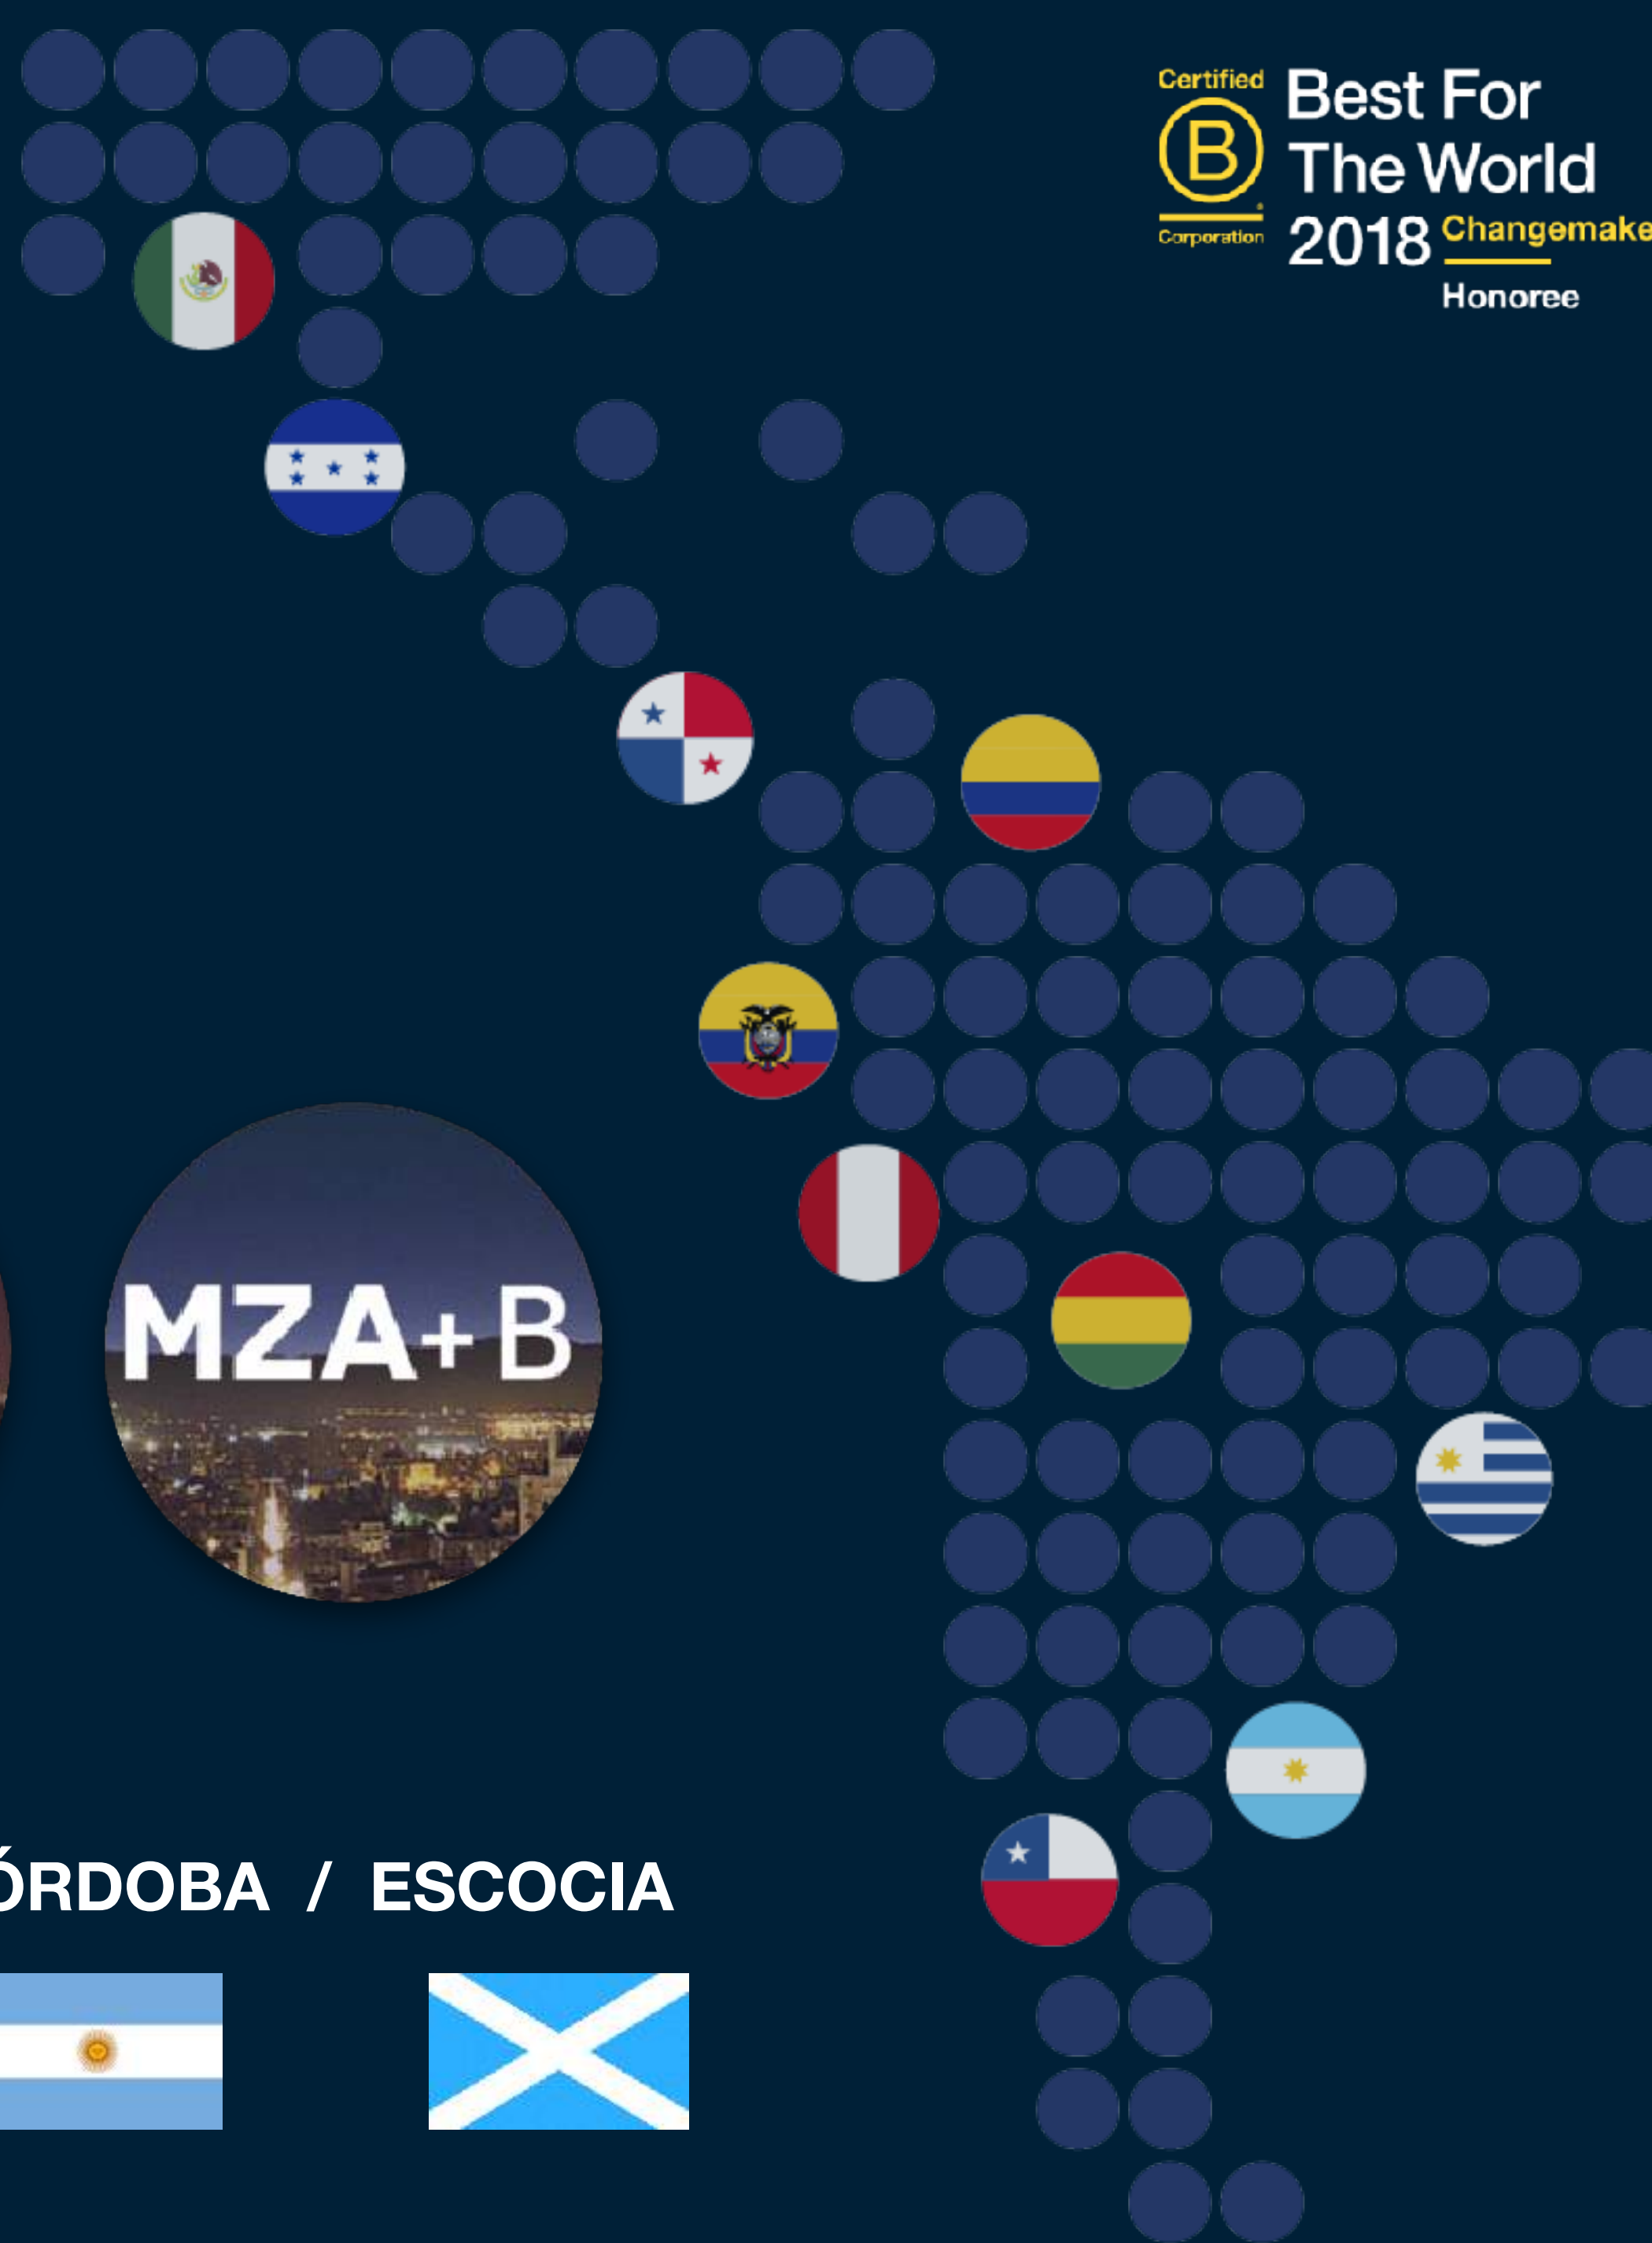 Certified
B
Corporation
Best For
The World
2018 Changemake
Honoree
MZA+B
ÓRDOBA / ESCOCIA